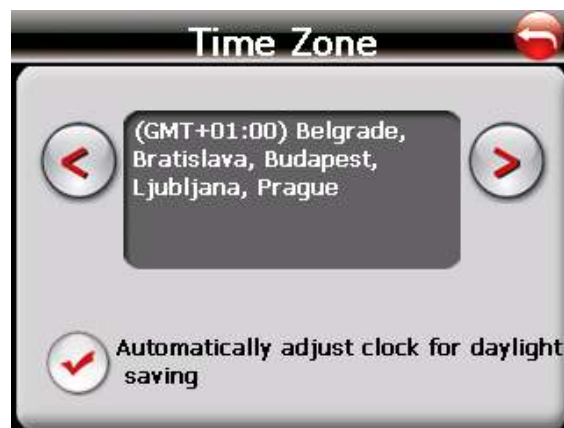 Time Zone
(GMT+01:00) Belgrade,
Bratislava, Budapest,
Ljubljana, Prague
Automatically adjust clock for daylight
saving